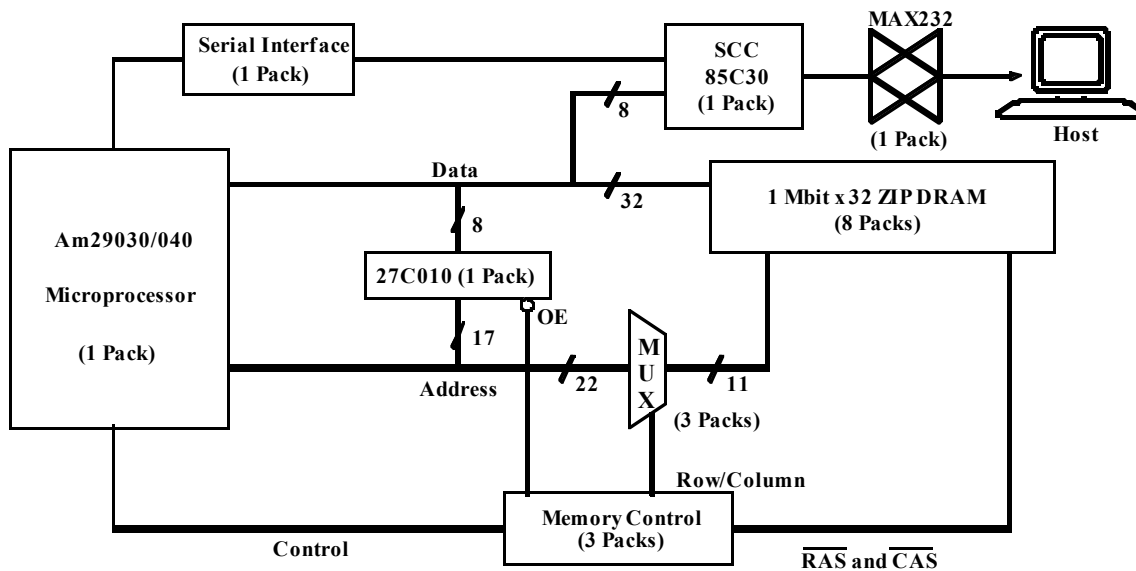 MAX232
Serial Interface
(1 Pack)
SCC
85C30
(1 Pack)
8
(1 Pack)
Host
Data
32
1 Mbit x 32 ZIP DRAM
(8 Packs)
Am29030/040
Microprocessor
(1 Pack)
8
27C010 (1 Pack)
OE
17
MUX
22
11
Address
(3 Packs)
Row/Column
Memory Control
(3 Packs)
Control
RAS and CAS